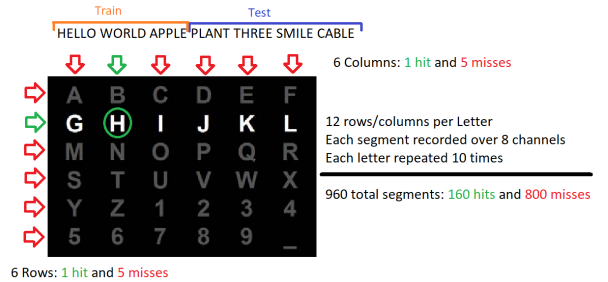 Train Test
HELLO WORLD APPLE PLANT THREE SMILE CABLE
6 Columns: 1 hit and 5 misses
A B C D E F
G H I J K L
M N O P Q R
S T U V W X
Y Z 1 2 3 4
5 6 7 8 9 _
12 rows/columns per Letter
Each segment recorded over 8 channels
Each letter repeated 10 times
960 total segments: 160 hits and 800 misses
6 Rows: 1 hit and 5 misses